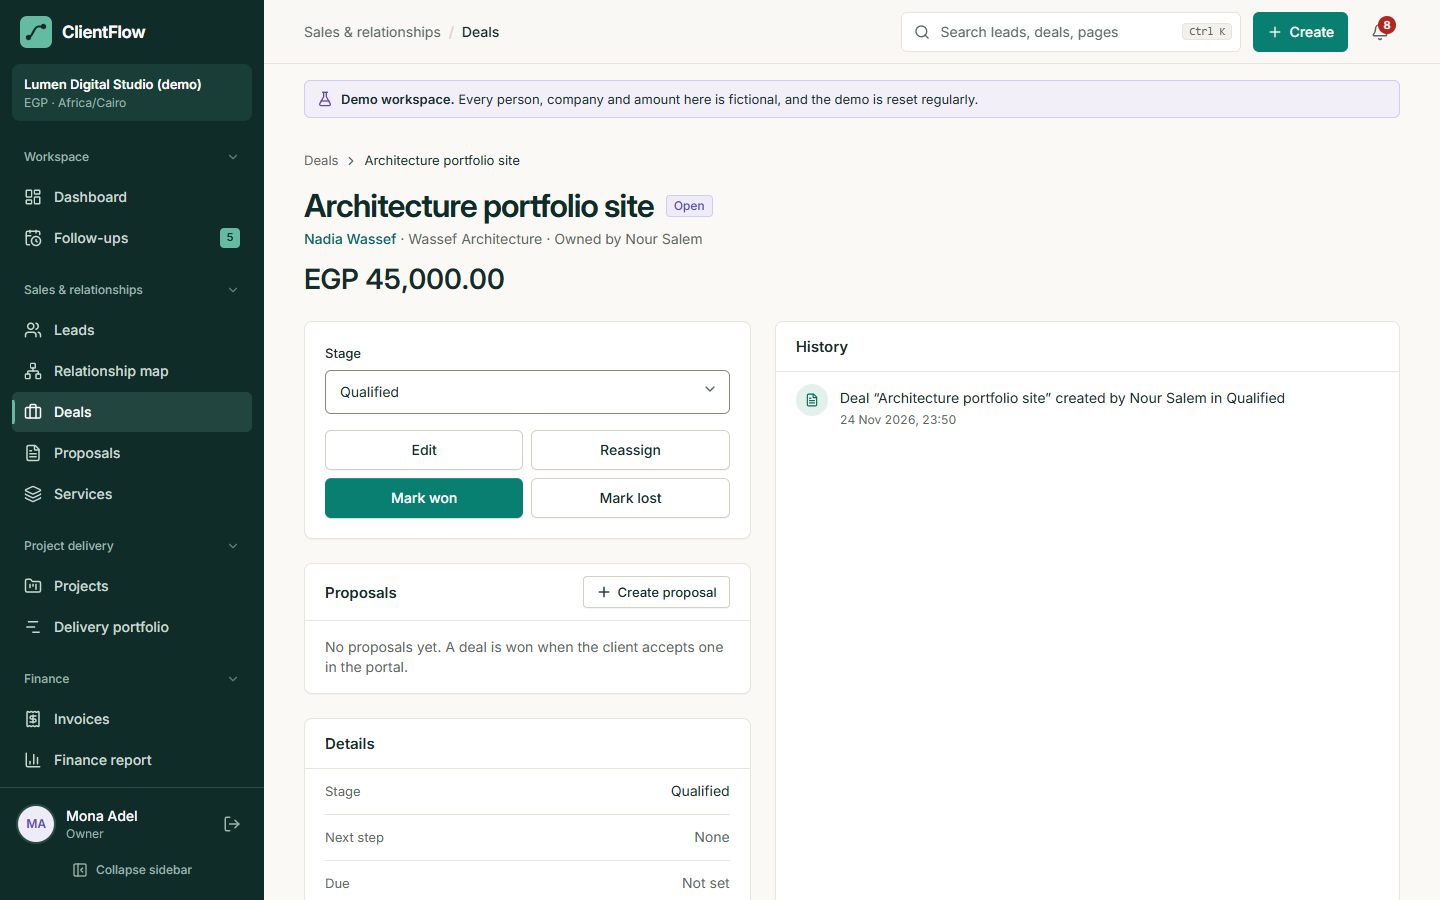 ClientFlow
Lumen Digital Studio (demo)
EGP · Africa/Cairo
Workspace
Dashboard
Follow-ups
5
Sales & relationships
Leads
Relationship map
Deals
Proposals
Services
Project delivery
Projects
Delivery portfolio
Finance
Invoices
Finance report
MA
Mona Adel
Owner
Collapse sidebar
Sales & relationships / Deals
Search leads, deals, pages
Ctrl K
Create
8
Demo workspace. Every person, company and amount here is fictional, and the demo is reset regularly.
Deals > Architecture portfolio site
Architecture portfolio site
Open
Nadia Wassef · Wassef Architecture · Owned by Nour Salem
EGP 45,000.00
Stage
Qualified
Edit
Reassign
Mark won
Mark lost
Proposals
Create proposal
No proposals yet. A deal is won when the client accepts one
in the portal.
Details
Stage
Qualified
Next step
None
Due
Not set
History
Deal “Architecture portfolio site” created by Nour Salem in Qualified
24 Nov 2026, 23:50